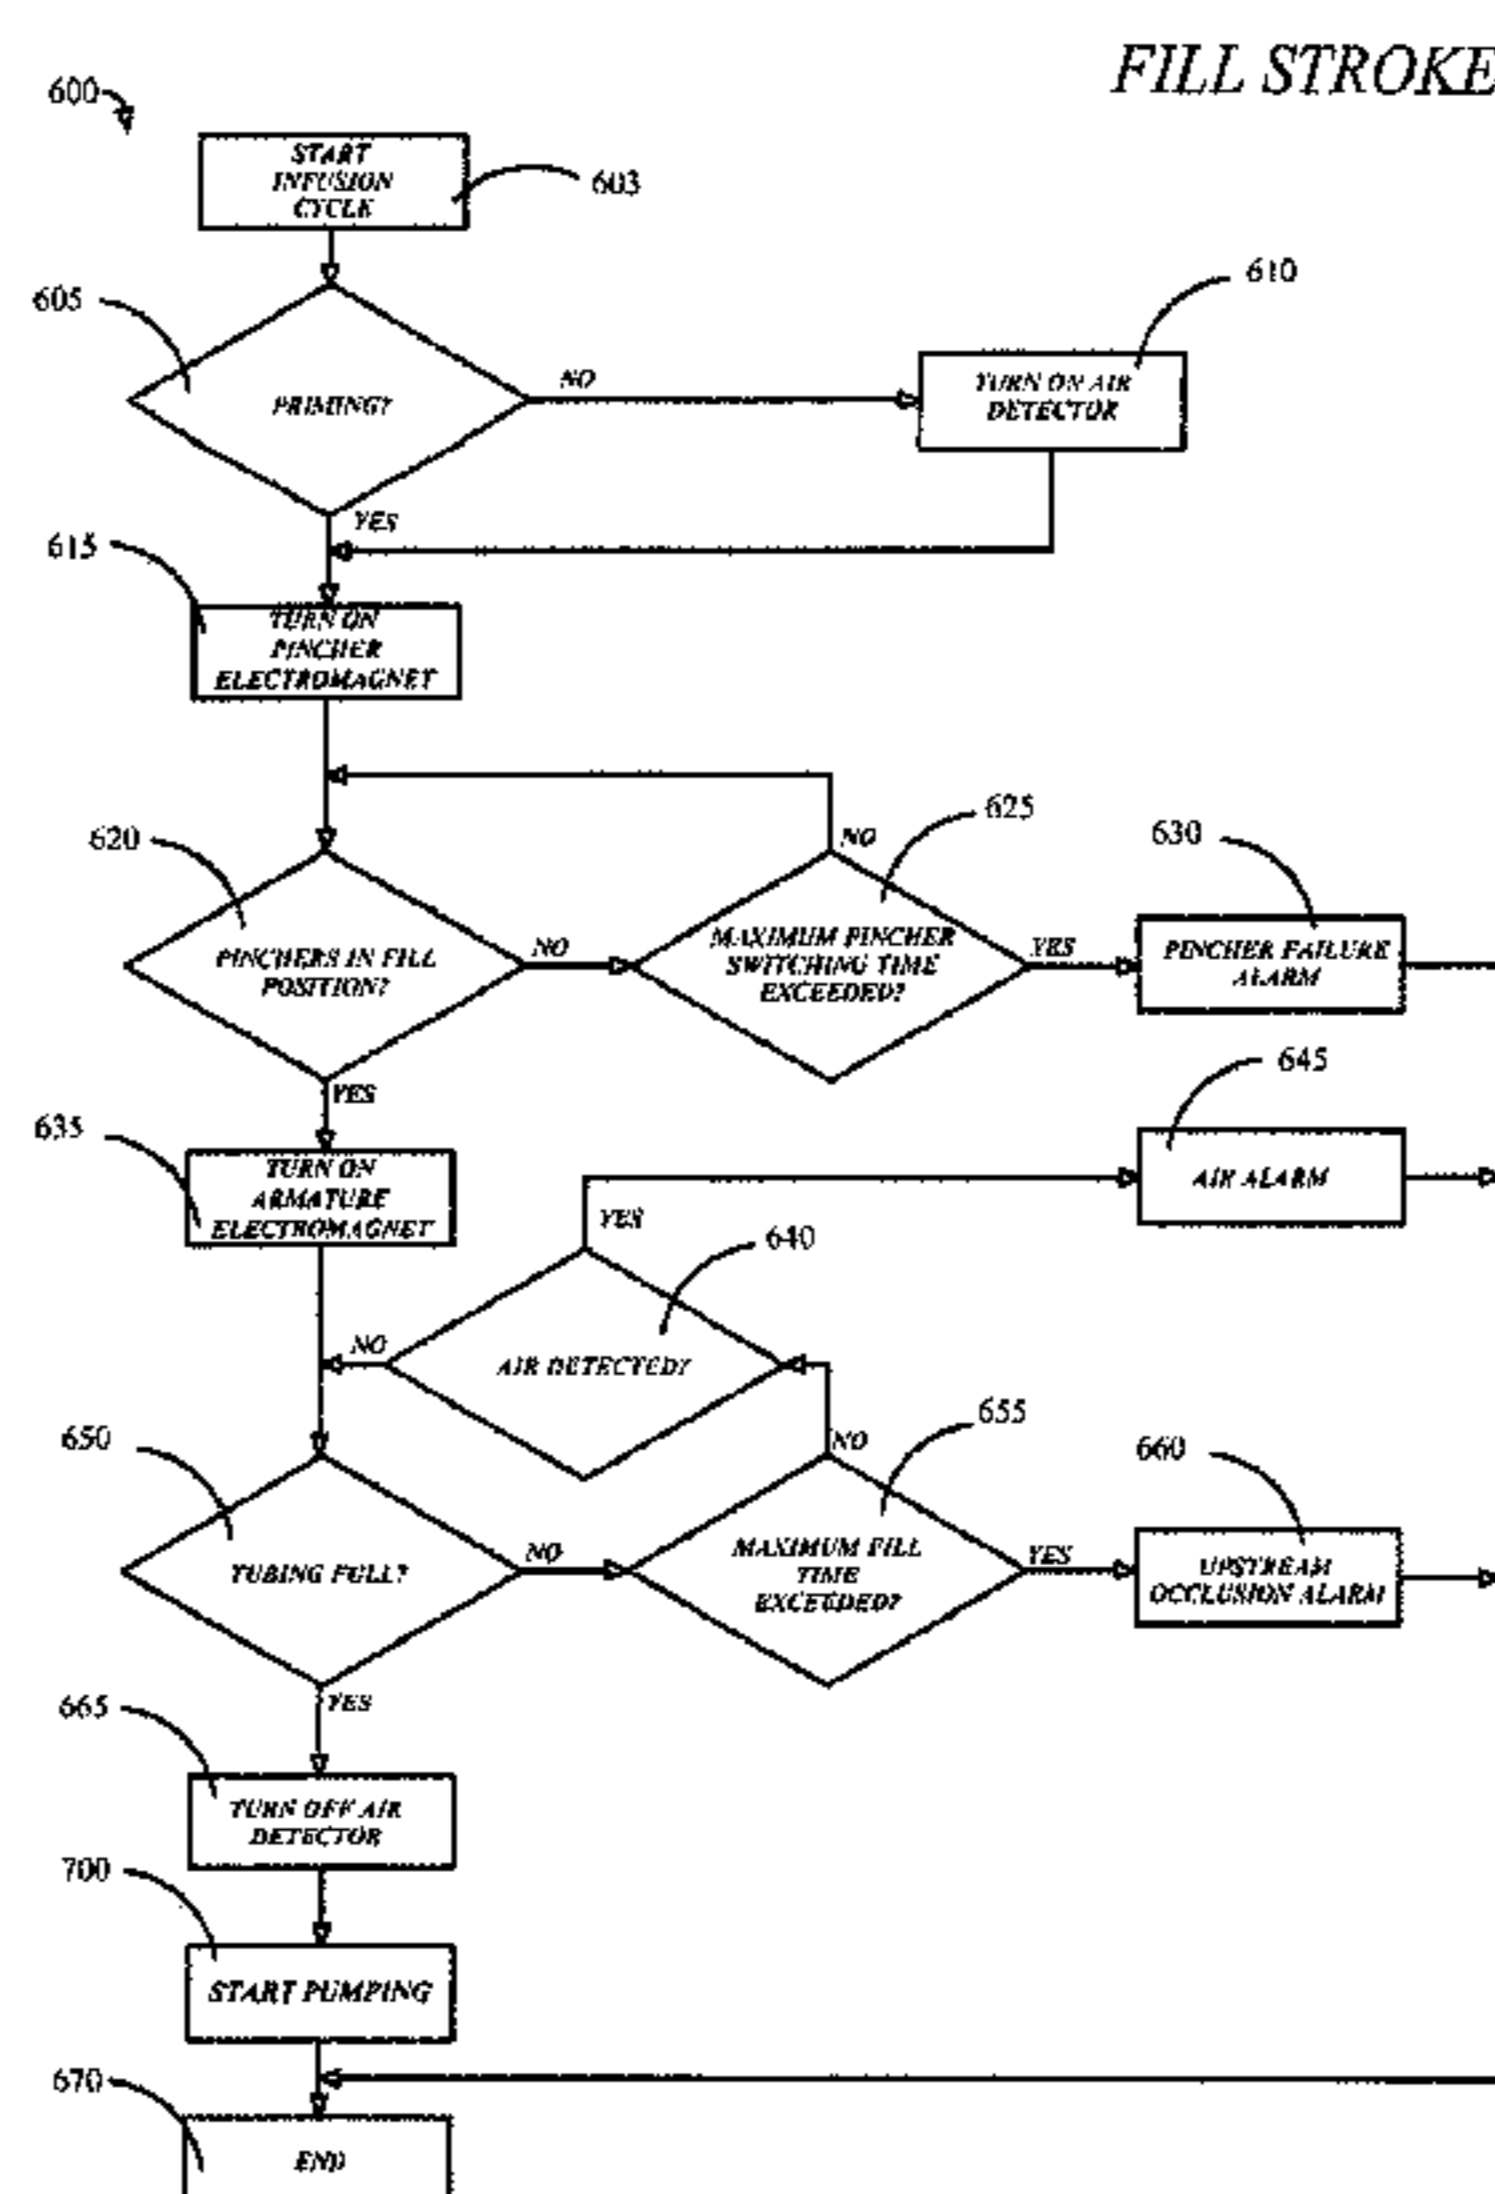 FILL STROKE
600
START
INFUSION
CYCLE
603
605
PRIMING?
NO
610
TURN ON AIR
DETECTOR
YES
615
TURN ON
PINCHER
ELECTROMAGNET
620
PINCHERS IN FILL
POSITION?
NO
625
NO
MAXIMUM PINCHER
SWITCHING TIME
EXCEEDED?
YES
630
PINCHER FAILURE
ALARM
YES
635
TURN ON
ARMATURE
ELECTROMAGNET
645
AIR ALARM
YES
640
NO
AIR DETECTED?
650
TUBING FULL?
NO
655
NO
MAXIMUM FILL
TIME
EXCEEDED?
YES
660
UPSTREAM
OCCLUSION ALARM
YES
665
TURN OFF AIR
DETECTOR
700
START PUMPING
670
END